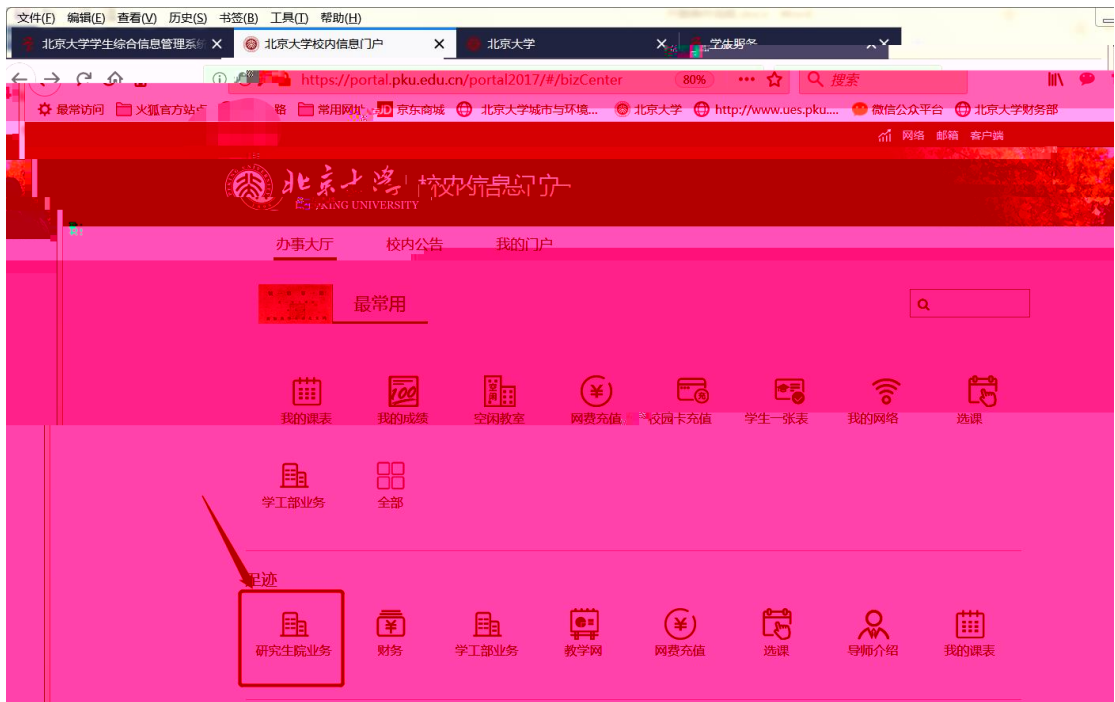 文件(F) 编辑(E) 查看(V) 历史(S) 书签(B) 工具(T) 帮助(H)
北京大学学生综合信息管理系统 北京大学校内信息门户 北京大学
https://portal.pku.edu.cn/portal2017/#/bizCenter 80% 搜索
最常访问 火狐官方站点 常用网址 JD 京东商城 北京大学城市与环境... 北京大学 http://www.ues.pku.... 微信公众平台 北京大学财务部
网络 邮箱 客户端
北京大学 校内信息门户
UNIVERSITY
办事大厅 校内公告 我的门户
最常用
我的课表 100 我的成绩 空闲教室 网费充值 校园卡充值 学生一张表 我的网络 选课
学工部业务 全部
足迹
研究生院业务 财务 学工部业务 教学网 网费充值 选课 导师介绍 我的课表